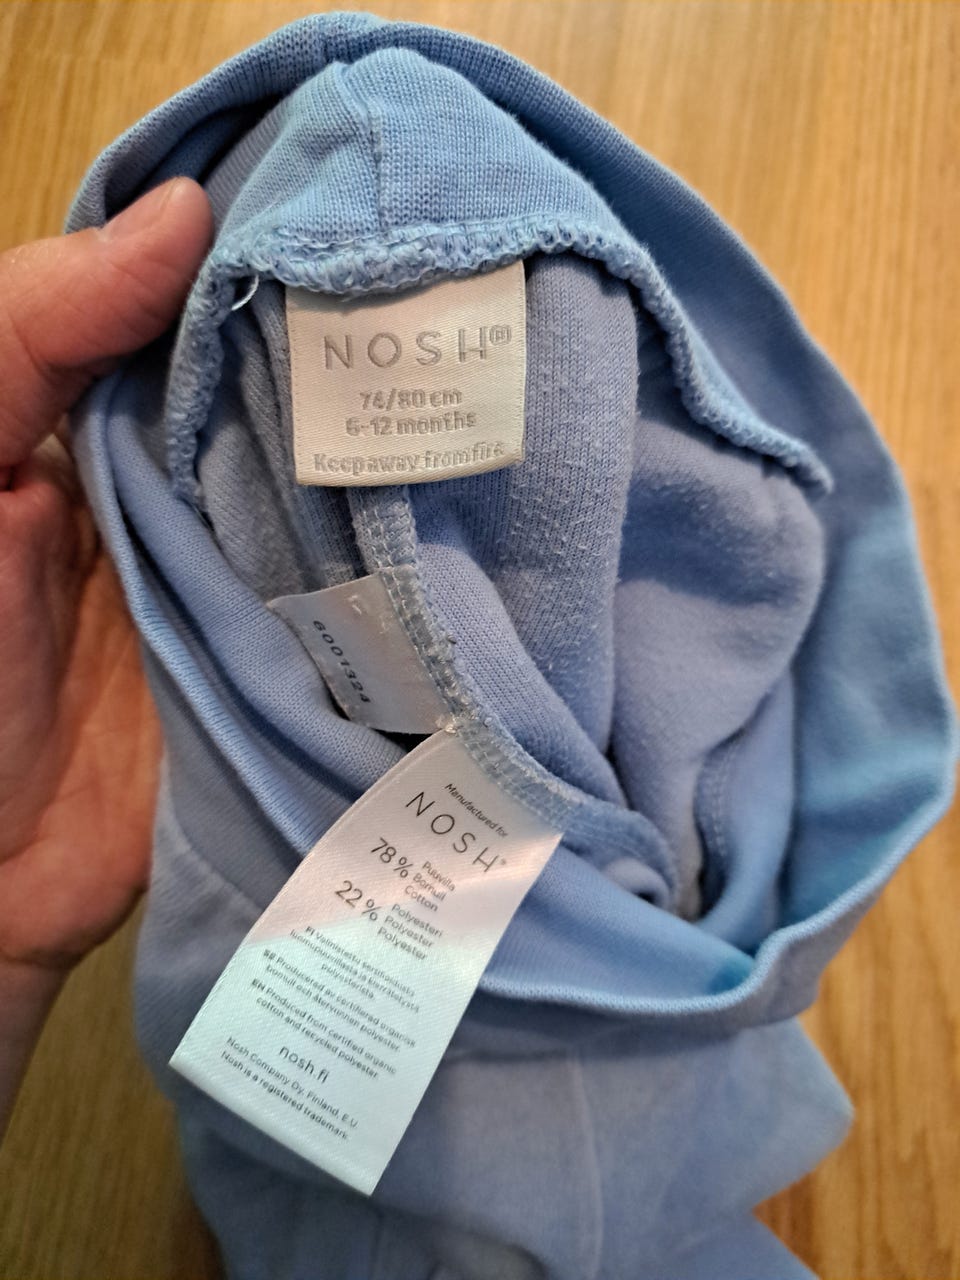 NOSH®
74/80 cm
6-12 months
Keep away from fire
6001324
Manufactured for
NOSH®
78% Puuvilla
Bomull
Cotton
22% Polyesteri
Polyester
Polyester
FI Valmistettu sertifioidusta
luomupuuvillasta ja kierrätetystä
polyesteristä.
SE Producerad av certifierad organisk
bomull och återvunnen polyester.
EN Produced from certified organic
cotton and recycled polyester.
nosh.fi
Nosh Company Oy, Finland, E.U.
Nosh is a registered trademark.